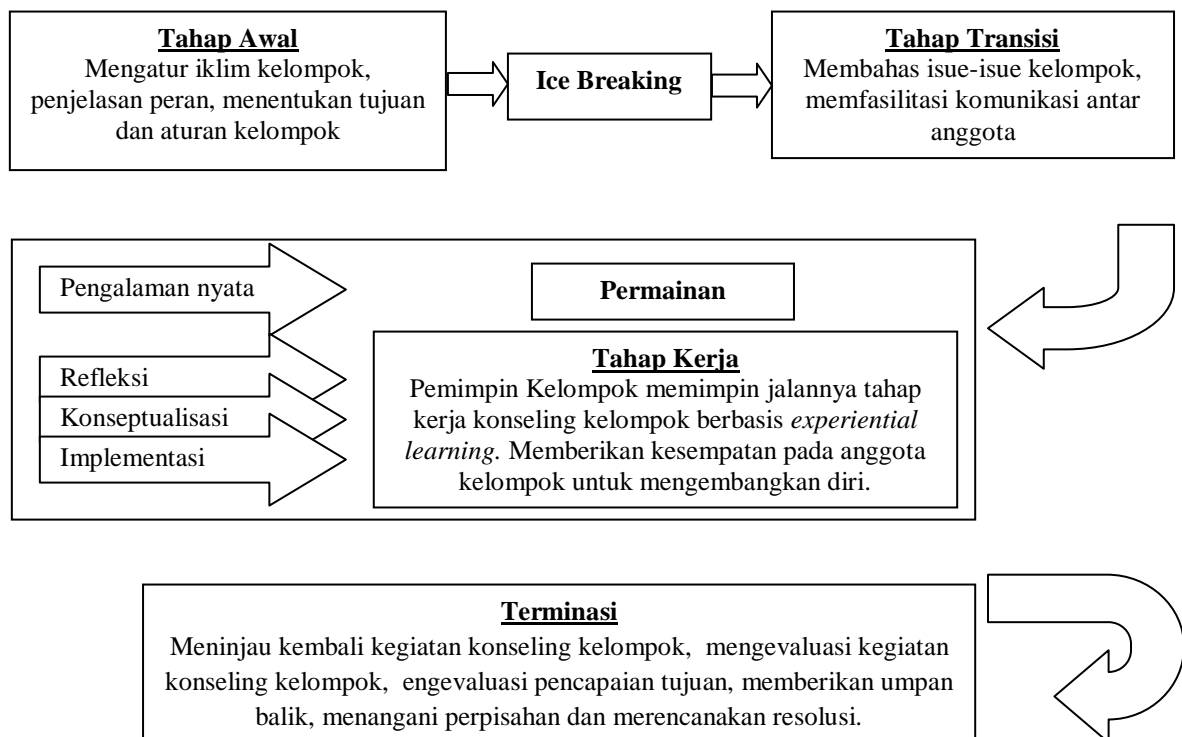 Tahap Awal
Mengatur iklim kelompok,
penjelasan peran, menentukan tujuan
dan aturan kelompok
Ice Breaking
Tahap Transisi
Membahas isue-isue kelompok,
memfasilitasi komunikasi antar
anggota
Pengalaman nyata
Refleksi
Konseptualisasi
Implementasi
Permainan
Tahap Kerja
Pemimpin Kelompok memimpin jalannya tahap
kerja konseling kelompok berbasis experiential
learning. Memberikan kesempatan pada anggota
kelompok untuk mengembangkan diri.
Terminasi
Meninjau kembali kegiatan konseling kelompok, mengevaluasi kegiatan
konseling kelompok, engevaluasi pencapaian tujuan, memberikan umpan
balik, menangani perpisahan dan merencanakan resolusi.